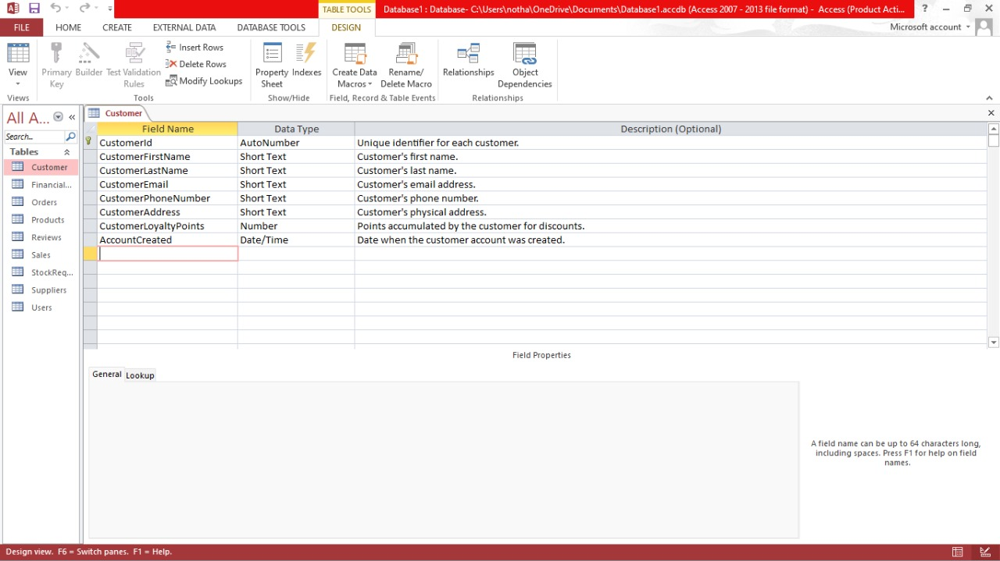 TABLE TOOLS
Database1 : Database- C:\Users\notha\OneDrive\Documents\Database1.accdb (Access 2007 - 2013 file format) - Access (Product Acti...
FILE HOME CREATE EXTERNAL DATA DATABASE TOOLS DESIGN Microsoft account
View
Primary Key
Builder
Test Validation Rules
Insert Rows
Delete Rows
Modify Lookups
Property Sheet
Indexes
Create Data Macros
Rename/ Delete Macro
Relationships
Object Dependencies
Views Tools Show/Hide Field, Record & Table Events Relationships
All A...
Search...
Tables
Customer
Financial...
Orders
Products
Reviews
Sales
StockReq...
Suppliers
Users
Customer
Field Name Data Type Description (Optional)
CustomerId AutoNumber Unique identifier for each customer.
CustomerFirstName Short Text Customer's first name.
CustomerLastName Short Text Customer's last name.
CustomerEmail Short Text Customer's email address.
CustomerPhoneNumber Short Text Customer's phone number.
CustomerAddress Short Text Customer's physical address.
CustomerLoyaltyPoints Number Points accumulated by the customer for discounts.
AccountCreated Date/Time Date when the customer account was created.
Field Properties
General Lookup
A field name can be up to 64 characters long,
including spaces. Press F1 for help on field
names.
Design view. F6 = Switch panes. F1 = Help.